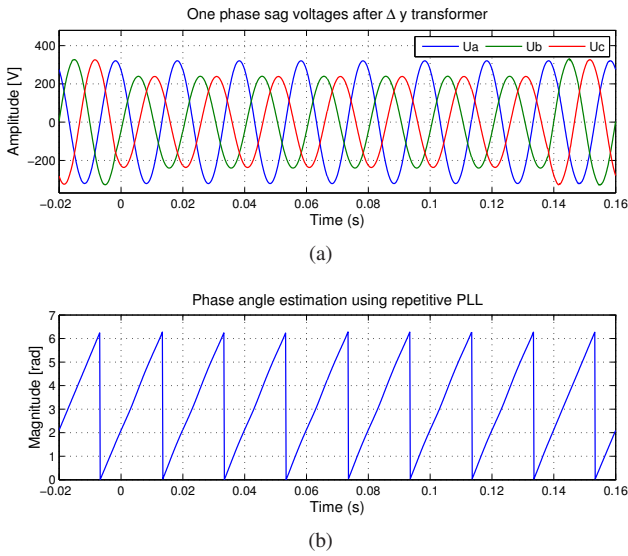 One phase sag voltages after Δ y transformer
Amplitude [V]
400
200
0
−200
Ua Ub Uc
−0.02 0 0.02 0.04 0.06 0.08 0.1 0.12 0.14 0.16
Time (s)
(a)
Phase angle estimation using repetitive PLL
Magnitude [rad]
7
6
5
4
3
2
1
0
−0.02 0 0.02 0.04 0.06 0.08 0.1 0.12 0.14 0.16
Time (s)
(b)